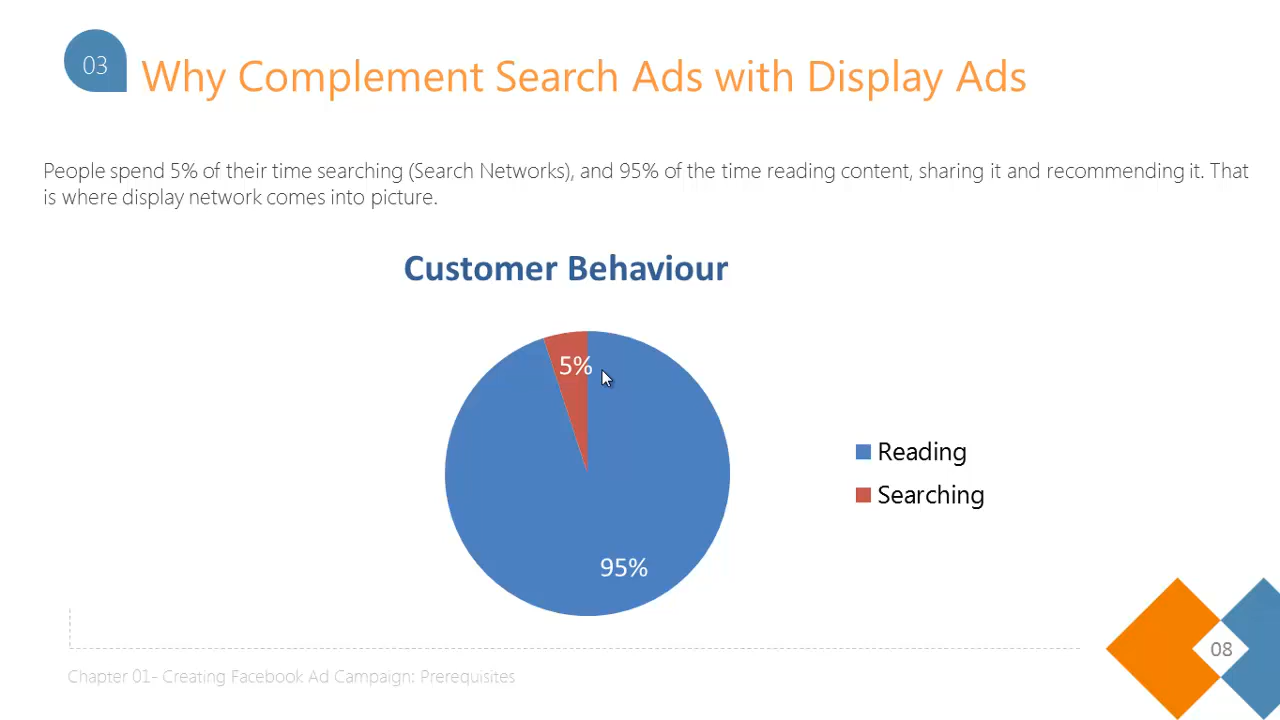 03
Why Complement Search Ads with Display Ads
People spend 5% of their time searching (Search Networks), and 95% of the time reading content, sharing it and recommending it. That
is where display network comes into picture.
Customer Behaviour
5%
Reading
Searching
95%
08
Chapter 01- Creating Facebook Ad Campaign: Prerequisites